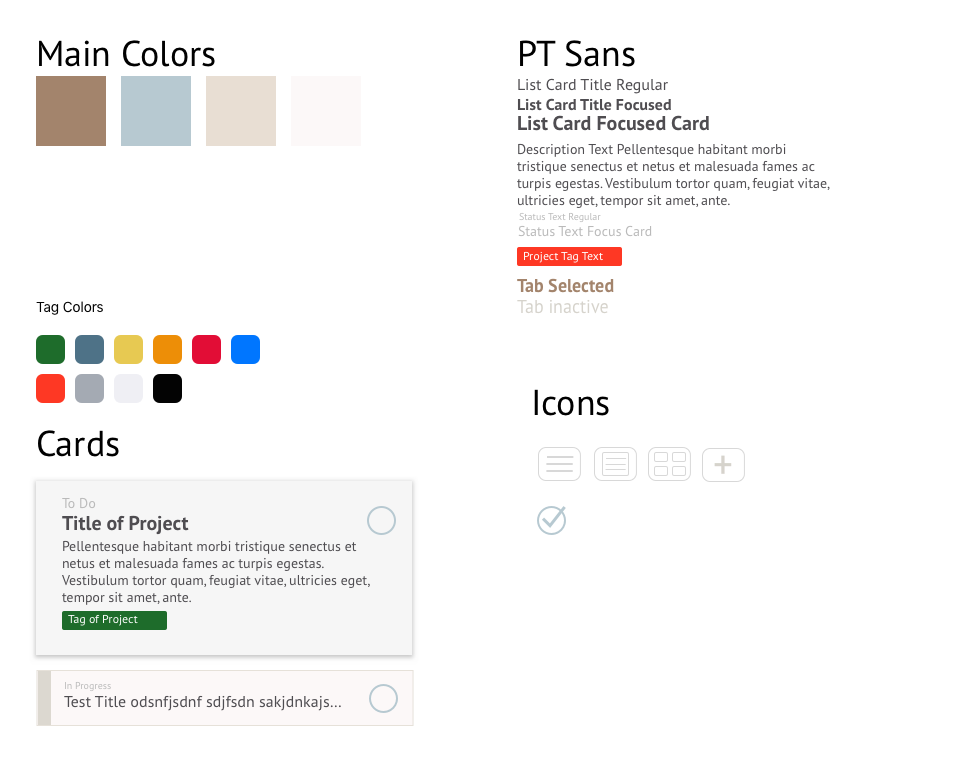 Main Colors
Tag Colors
Cards
To Do
Title of Project
Pellentesque habitant morbi tristique senectus et
netus et malesuada fames ac turpis egestas.
Vestibulum tortor quam, feugiat vitae, ultricies eget,
tempor sit amet, ante.
Tag of Project
In Progress
Test Title odsnfjsdnf sdjfsdn sakjdnkajs...
PT Sans
List Card Title Regular
List Card Title Focused
List Card Focused Card
Description Text Pellentesque habitant morbi
tristique senectus et netus et malesuada fames ac
turpis egestas. Vestibulum tortor quam, feugiat vitae,
ultricies eget, tempor sit amet, ante.
Status Text Regular
Status Text Focus Card
Project Tag Text
Tab Selected
Tab inactive
Icons